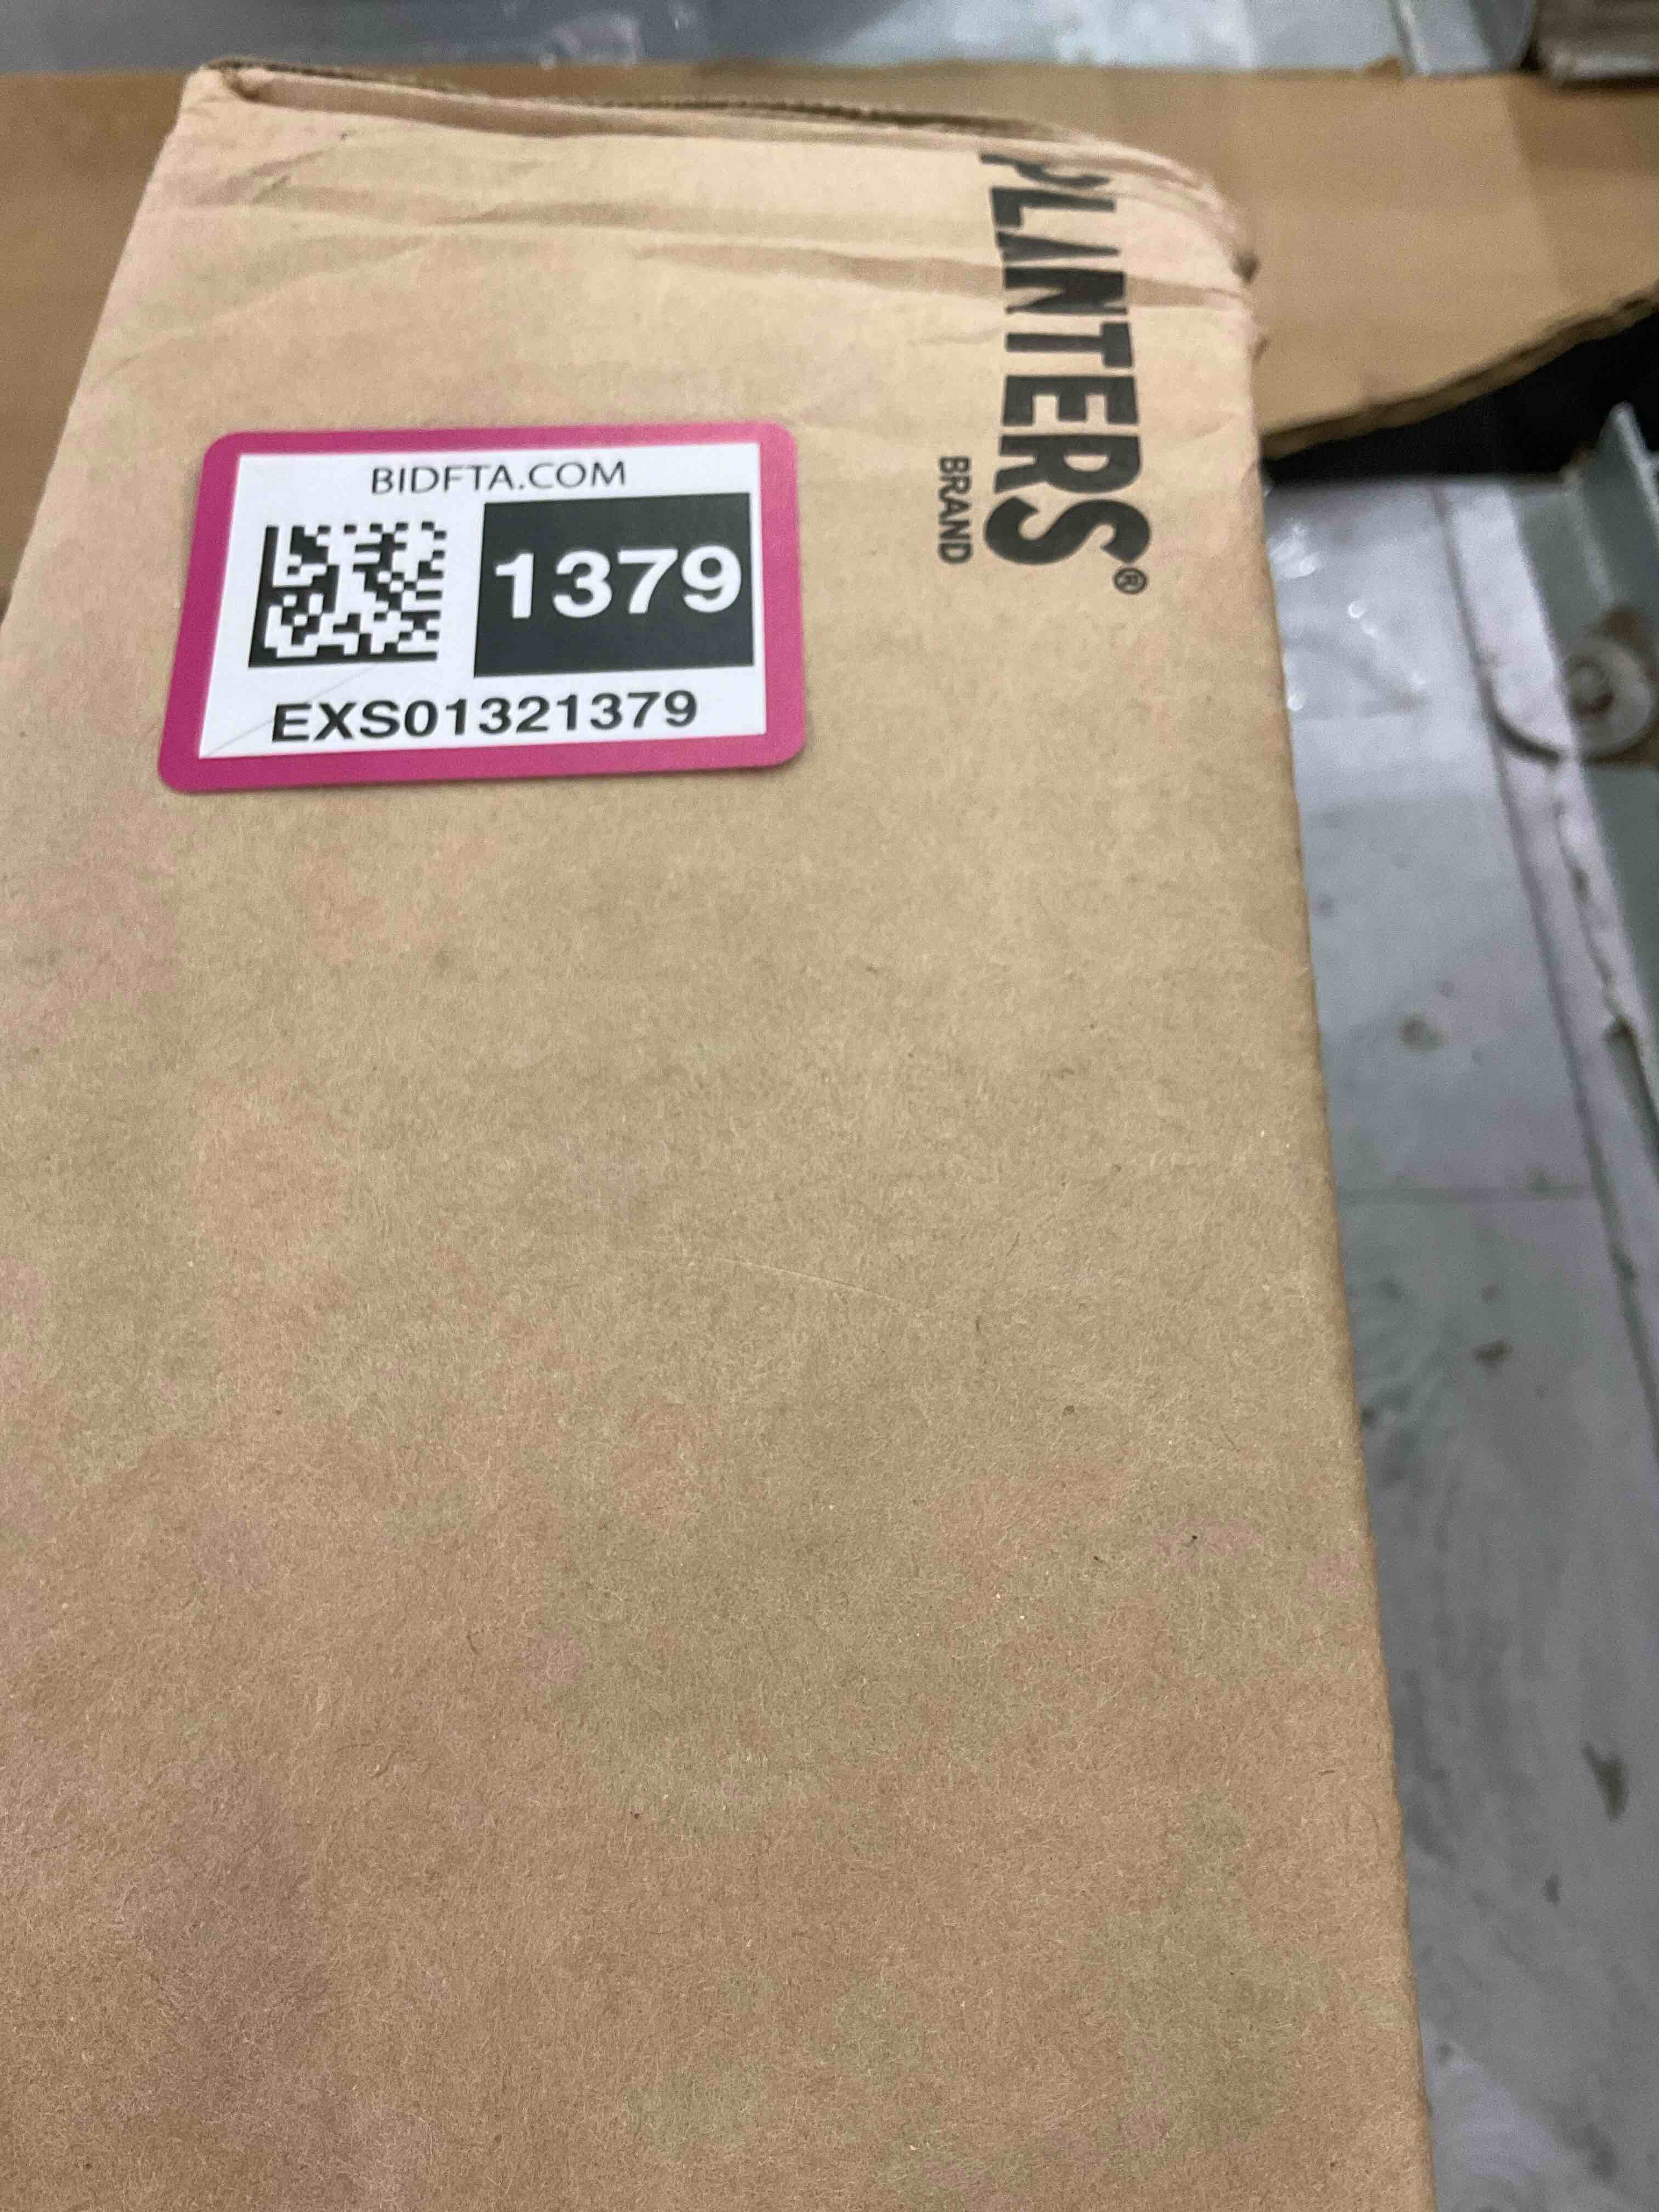 BIDFTA.COM
1379
EXS01321379
PLANTERS®
BRAND